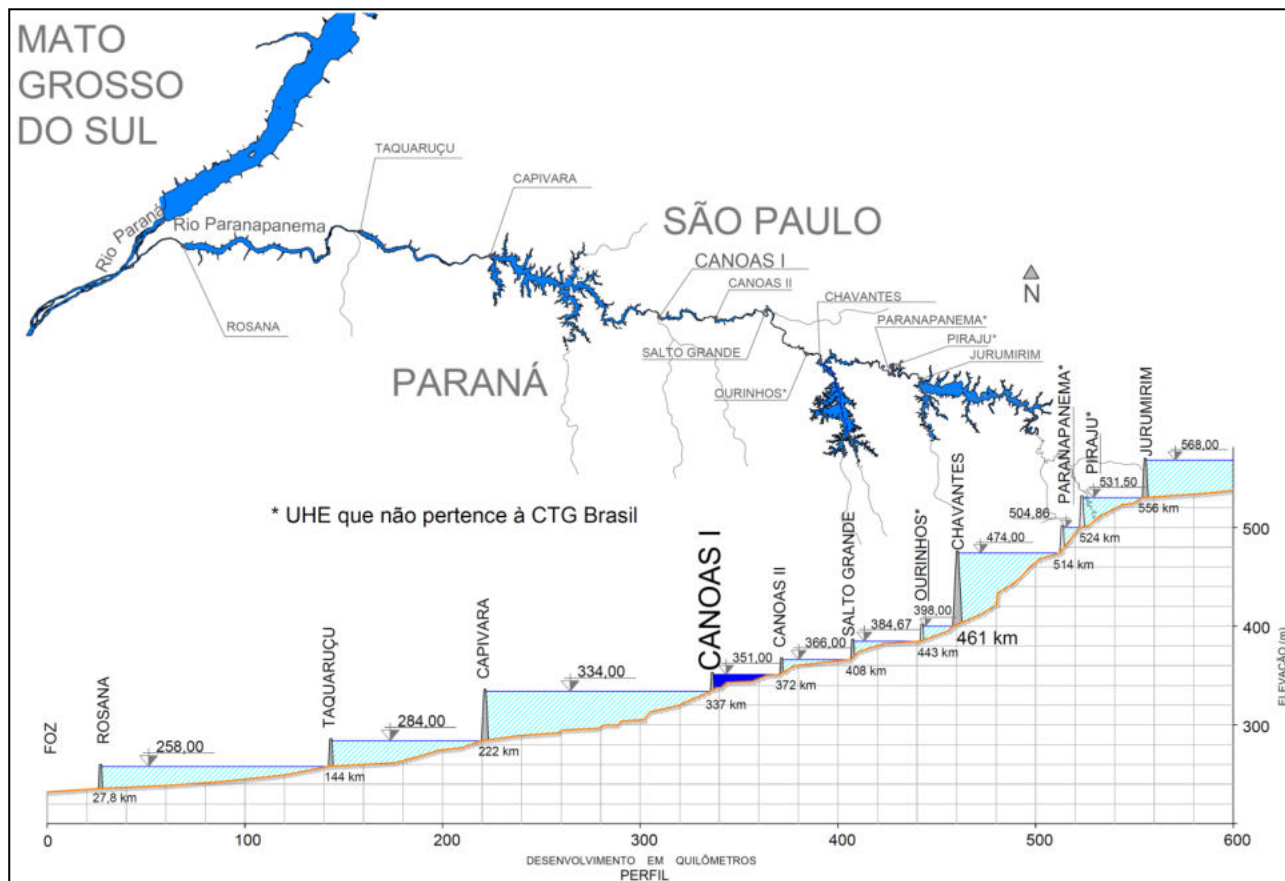 MATO
GROSSO
DO SUL
TAQUARUÇU
CAPIVARA
SÃO PAULO
Rio Paraná
Rio Paranapanema
CANOAS I
CANOAS II
N
CHAVANTES
PARANAPANEMA*
PIRAJU*
JURUMIRIM
ROSANA
SALTO GRANDE
PARANÁ
OURINHOS*
* UHE que não pertence à CTG Brasil
FOZ
ROSANA
TAQUARUÇU
CAPIVARA
CANOAS I
CANOAS II
SALTO GRANDE
OURINHOS*
CHAVANTES
PARANAPANEMA*
PIRAJU*
JURUMIRIM
258,00
284,00
334,00
351,00
366,00
384,67
398,00
474,00
504,86
531,50
568,00
27,8 km
144 km
222 km
337 km
372 km
408 km
443 km
461 km
514 km
524 km
556 km
500
400
300
ELEVAÇÃO (m)
0
100
200
300
400
500
600
DESENVOLVIMENTO EM QUILÔMETROS
PERFIL